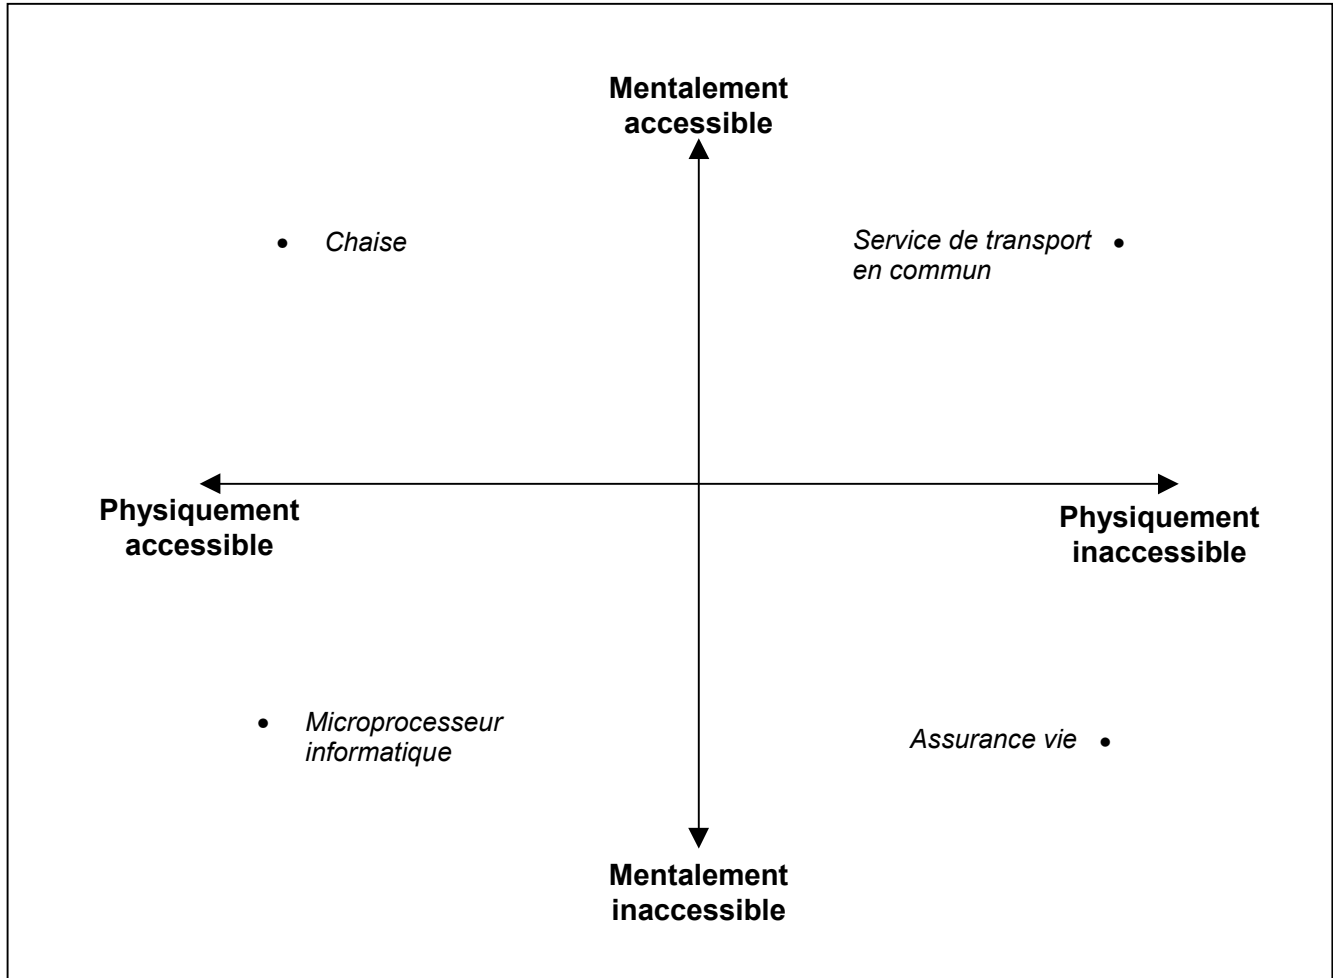 Mentalement
accessible
Chaise
Service de transport
en commun
Physiquement
accessible
Physiquement
inaccessible
Microprocesseur
informatique
Assurance vie
Mentalement
inaccessible